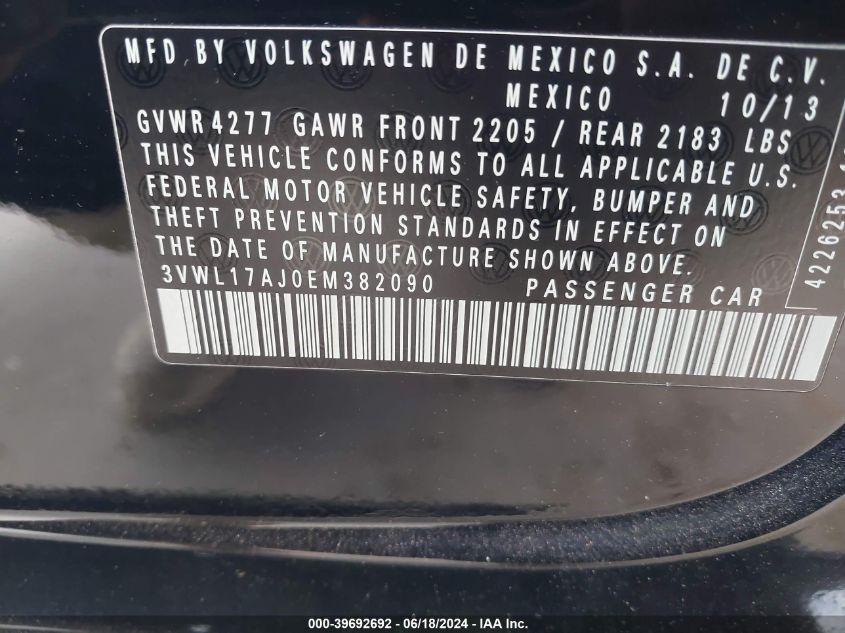 MFD BY VOLKSWAGEN DE MEXICO S.A. DE C.V.
MEXICO 10/13
GVWR 4277 GAWR FRONT 2205 / REAR 2183 LBS
THIS VEHICLE CONFORMS TO ALL APPLICABLE U.S.
FEDERAL MOTOR VEHICLE SAFETY, BUMPER AND
THEFT PREVENTION STANDARDS IN EFFECT ON
THE DATE OF MANUFACTURE SHOWN ABOVE.
3VWL17AJ0EM382090 PASSENGER CAR
4226253
000-39692692 - 06/18/2024 - IAA Inc.